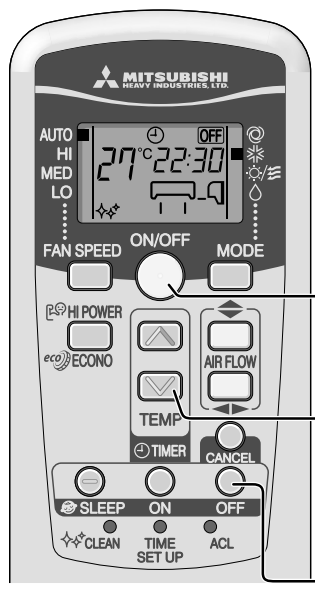 MITSUBISHI
HEAVY INDUSTRIES, LTD.
AUTO
HI
MED
LO
OFF
27°C 22:30
FAN SPEED
ON/OFF
MODE
HI POWER
eco ECONO
AIR FLOW
TEMP
TIMER
CANCEL
SLEEP
ON
OFF
CLEAN
TIME
SET UP
ACL